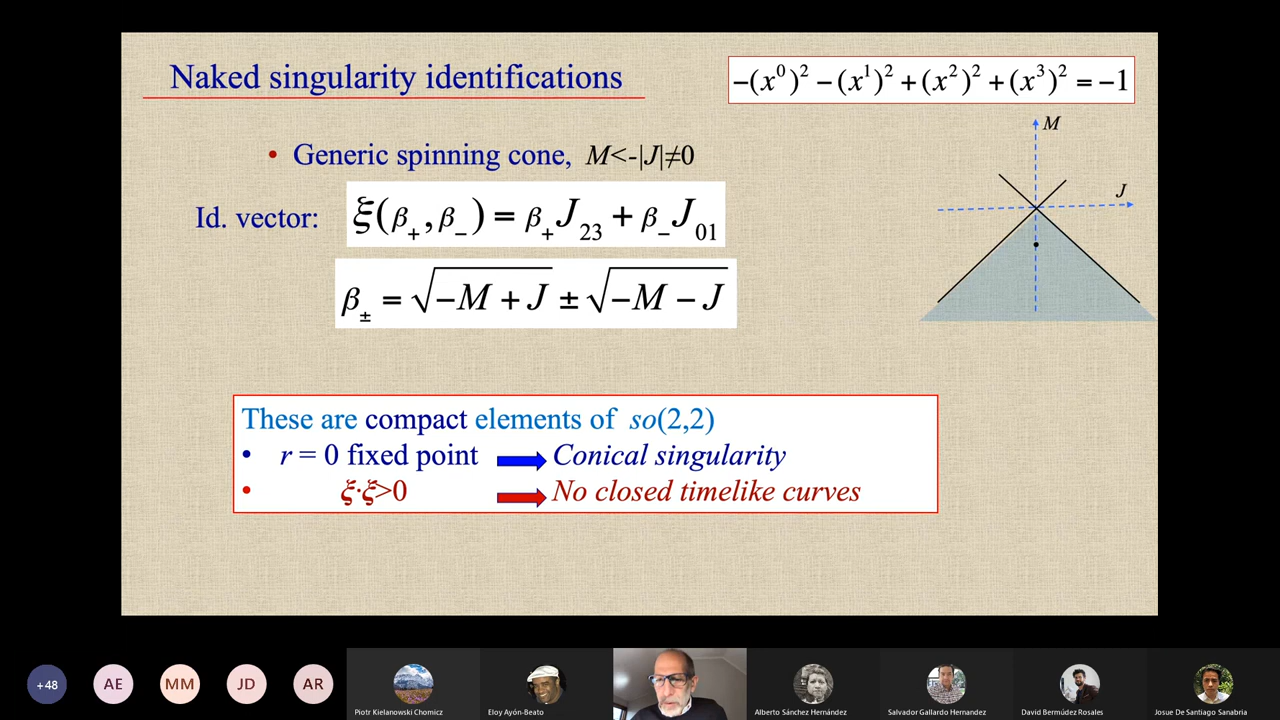 Naked singularity identifications
−(x⁰)² −(x¹)² +(x²)² +(x³)² = −1
• Generic spinning cone, M<-|J|≠0
Id. vector: ξ(β₊,β₋) = β₊J₂₃ + β₋J₀₁
β± = √(−M + J) ± √(−M − J)
M
J
These are compact elements of so(2,2)
• r = 0 fixed point Conical singularity
• ξ·ξ>0 No closed timelike curves
+48
AE
MM
JD
AR
Piotr Kielanowski Chomicz
Eloy Ayón-Beato
Alberto Sánchez Hernández
Salvador Gallardo Hernandez
David Bermúdez Rosales
Josue De Santiago Sanabria